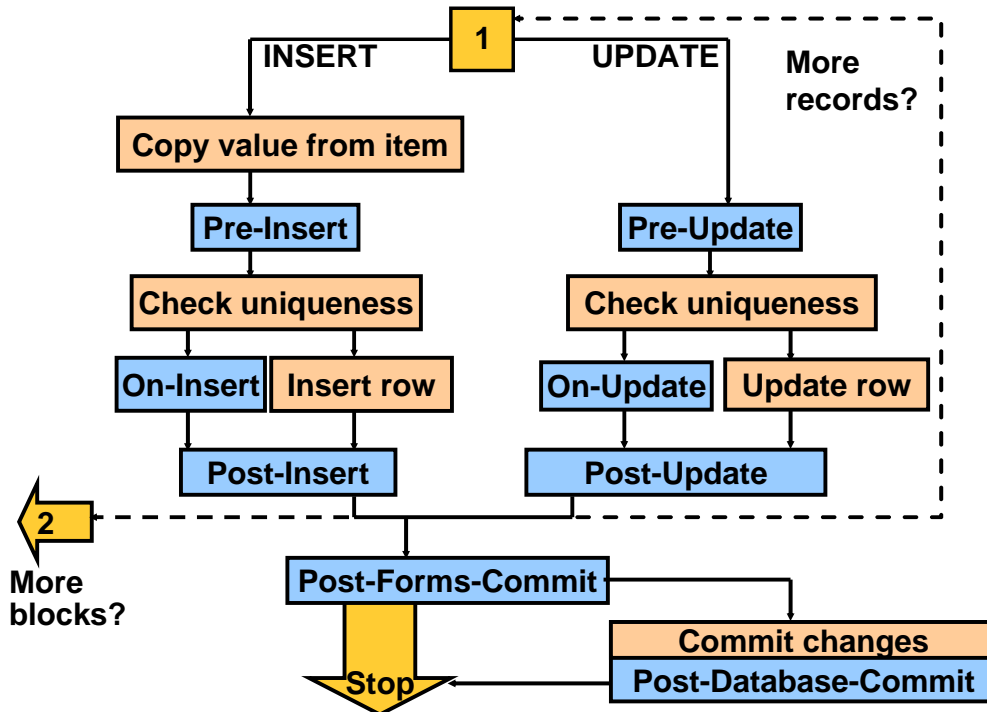 1
INSERT
UPDATE
More
records?
Copy value from item
Pre-Insert
Pre-Update
Check uniqueness
Check uniqueness
On-Insert
Insert row
On-Update
Update row
Post-Insert
Post-Update
2
More
blocks?
Post-Forms-Commit
Commit changes
Stop
Post-Database-Commit